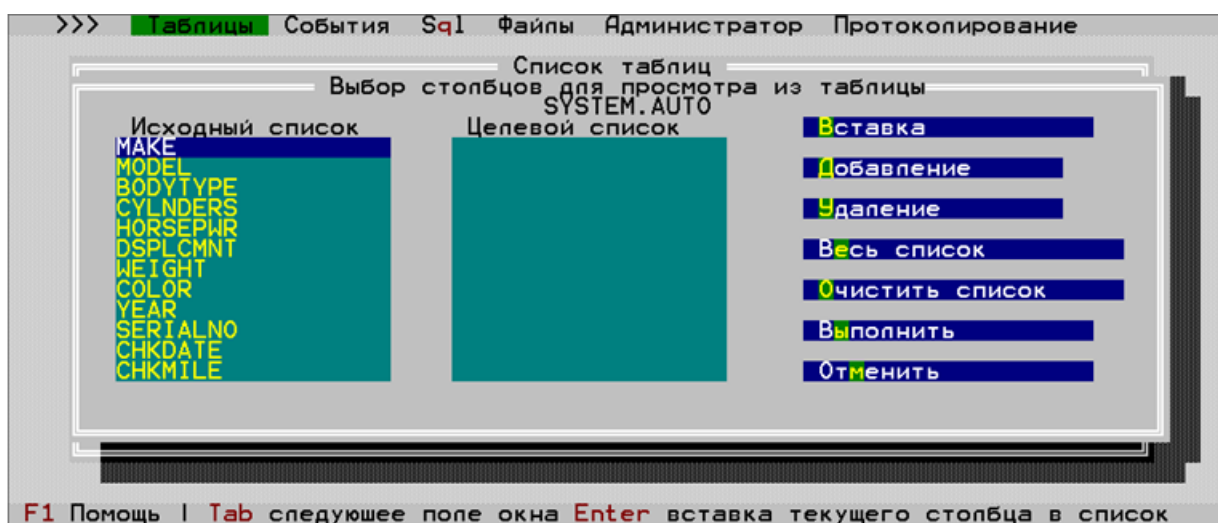 >>> Таблицы События Sql Файлы Администратор Протоколирование
Список таблиц
Выбор столбцов для просмотра из таблицы
SYSTEM.AUTO
Исходный список Целевой список
MAKE
MODEL
BODYTYPE
CYLNDERS
HORSEPWR
DSPLCMNT
WEIGHT
COLOR
YEAR
SERIALNO
CHKDATE
CHKMILE
Вставка
Добавление
Удаление
Весь список
Очистить список
Выполнить
Отменить
F1 Помощь | Tab следуюшее поле окна Enter вставка текущего столбца в список